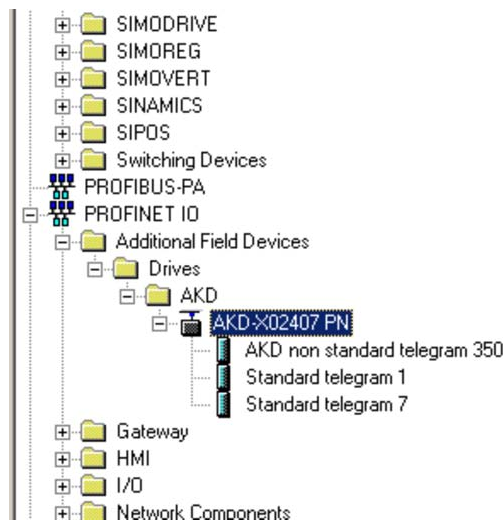 SIMODRIVE
SIMOREG
SIMOVERT
SINAMICS
SIPOS
Switching Devices
PROFIBUS-PA
PROFINET IO
Additional Field Devices
Drives
AKD
AKD-X02407 PN
AKD non standard telegram 350
Standard telegram 1
Standard telegram 7
Gateway
HMI
I/O
Network Components